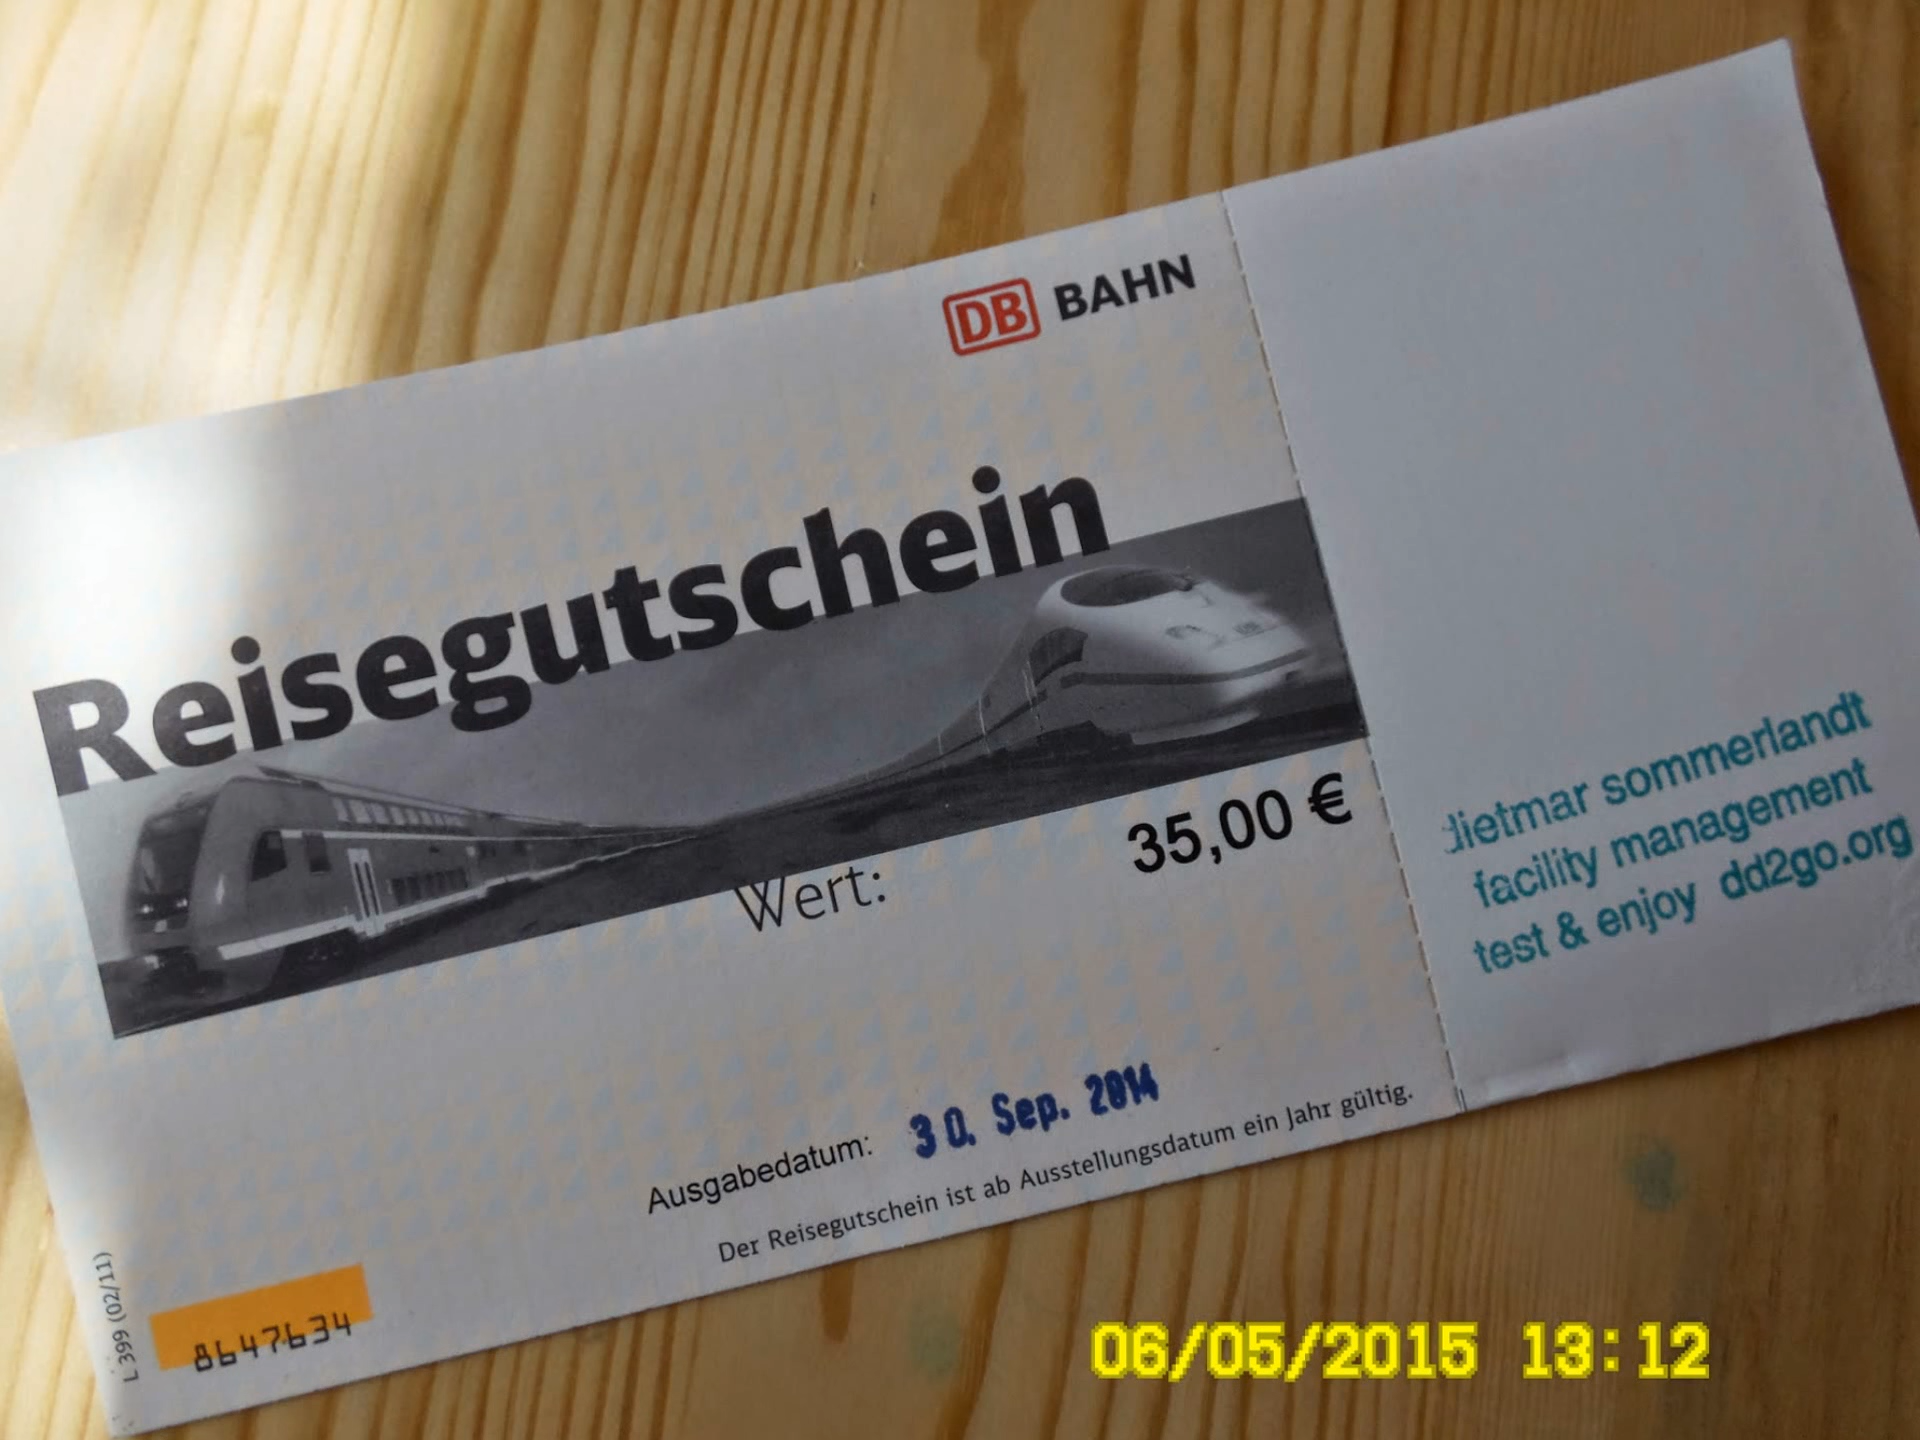 DB BAHN
Reisegutschein
Wert: 35,00 €
Ausgabedatum: 30. Sep. 2014
Der Reisegutschein ist ab Ausstellungsdatum ein Jahr gültig.
L 399 (02/11)
8647634
dietmar sommerlandt
facility management
test & enjoy dd2go.org
06/05/2015 13:12